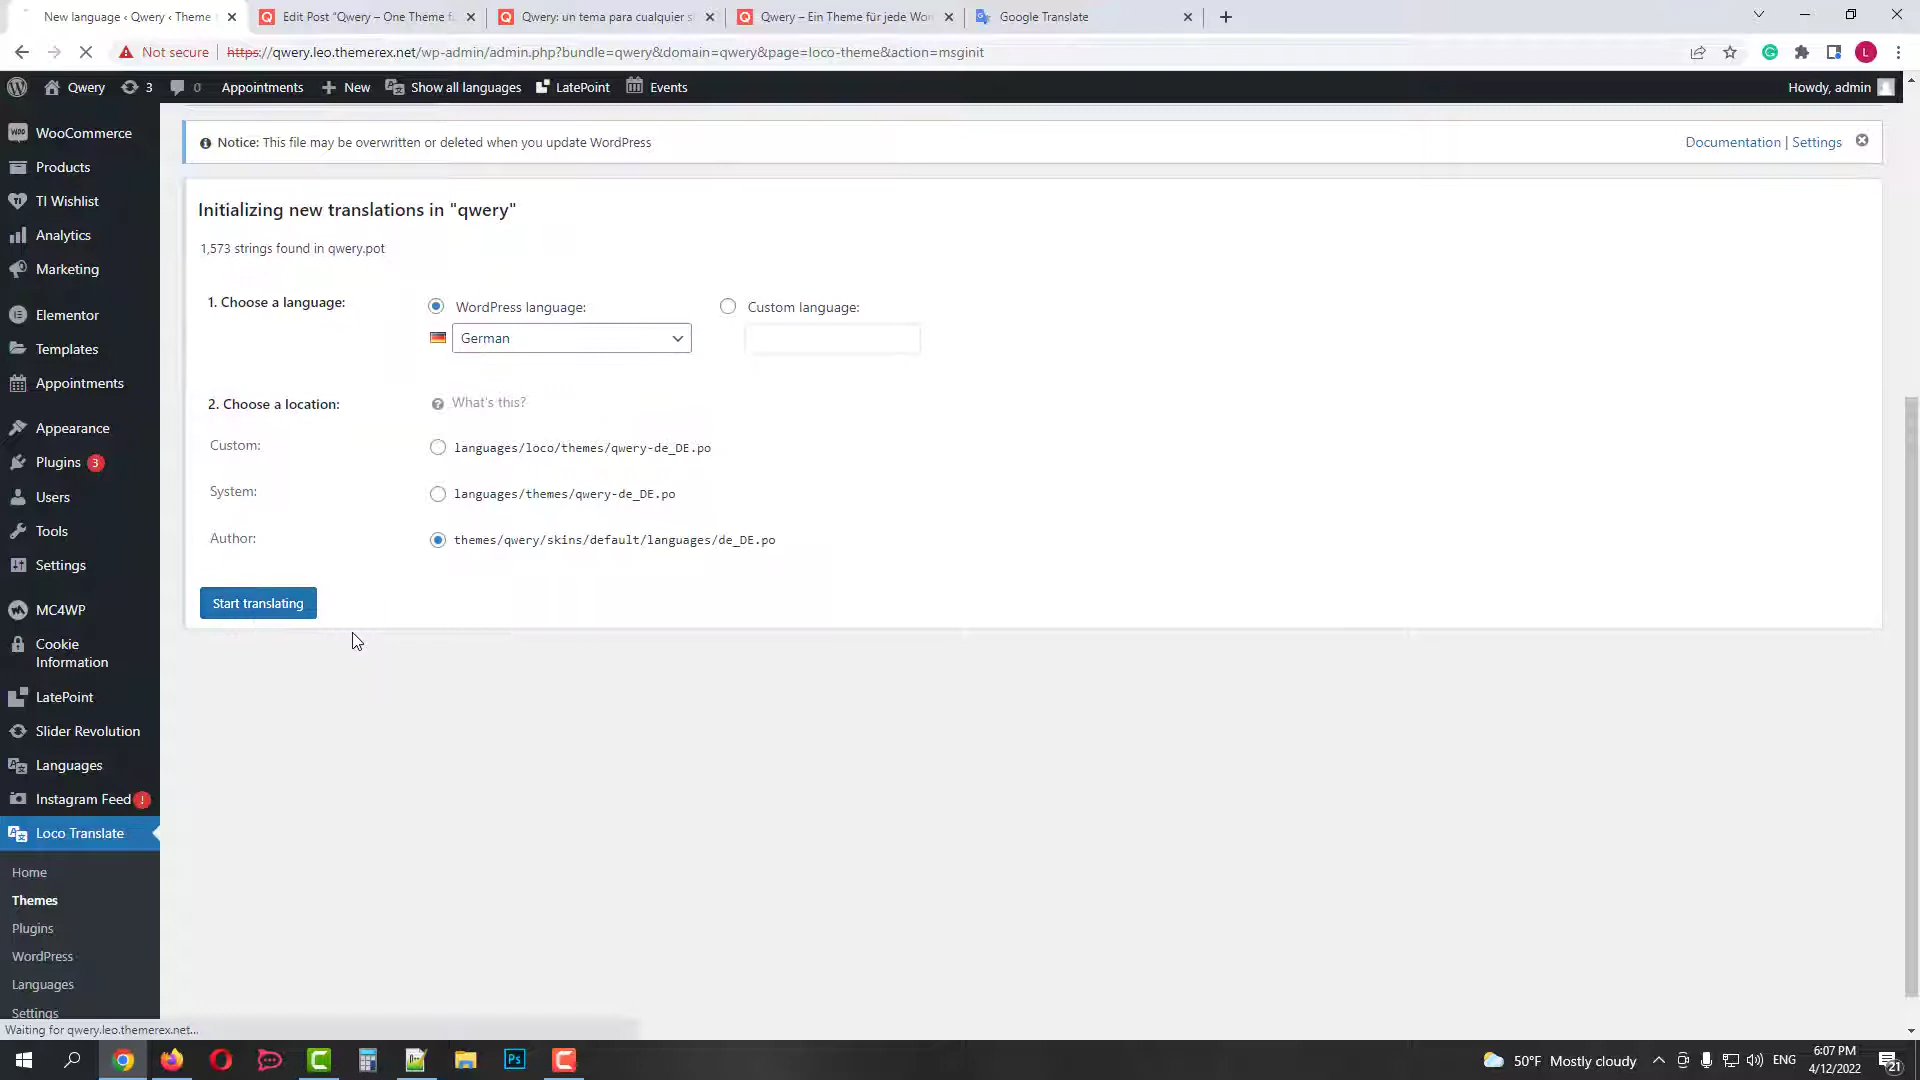 New language ‹ Qwery ‹ Theme
Edit Post "Qwery – One Theme f
Qwery: un tema para cualquier s
Qwery – Ein Theme für jede Wor
Google Translate
Not secure
https://qwery.leo.themerex.net/wp-admin/admin.php?bundle=qwery&domain=qwery&page=loco-theme&action=msginit
L
Qwery
3
0
Appointments
New
Show all languages
LatePoint
Events
Howdy, admin
WooCommerce
Products
TI Wishlist
Analytics
Marketing
Elementor
Templates
Appointments
Appearance
Plugins 3
Users
Tools
Settings
MC4WP
Cookie
Information
LatePoint
Slider Revolution
Languages
Instagram Feed !
Loco Translate
Home
Themes
Plugins
WordPress
Languages
Settings
Notice: This file may be overwritten or deleted when you update WordPress
Documentation | Settings
Initializing new translations in "qwery"
1,573 strings found in qwery.pot
1. Choose a language:
WordPress language:
Custom language:
German
2. Choose a location:
What's this?
Custom:
languages/loco/themes/qwery-de_DE.po
System:
languages/themes/qwery-de_DE.po
Author:
themes/qwery/skins/default/languages/de_DE.po
Start translating
Waiting for qwery.leo.themerex.net...
Ps
50°F Mostly cloudy
ENG
6:07 PM
4/12/2022
21